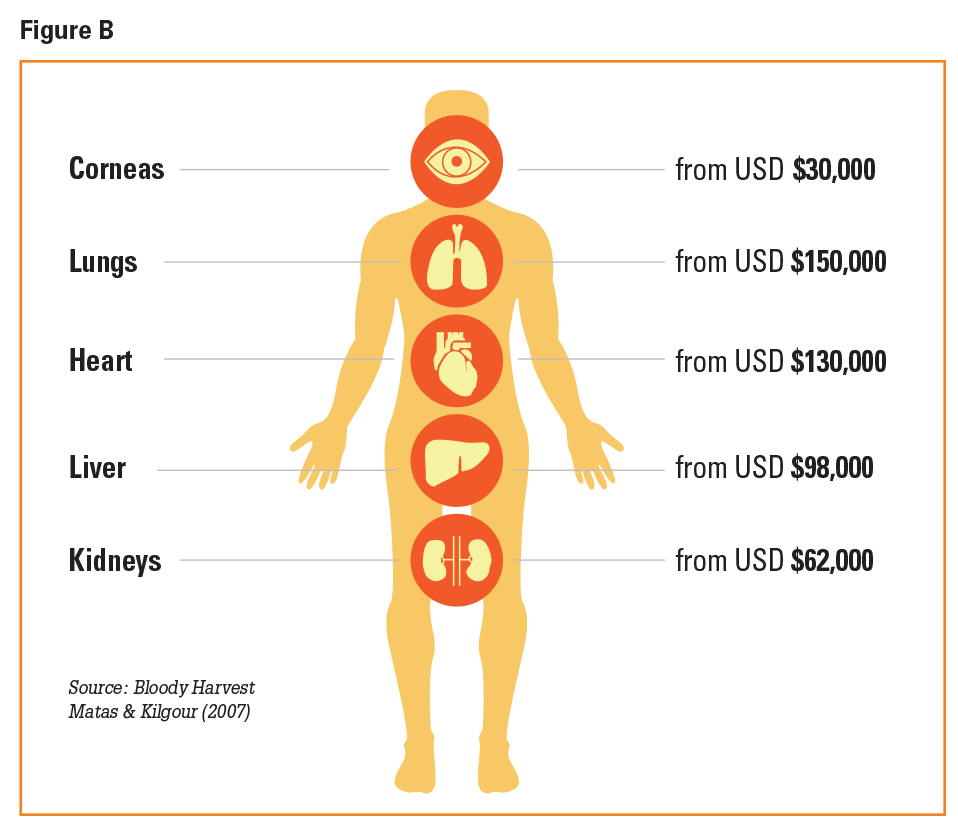 Figure B
Corneas from USD $30,000
Lungs from USD $150,000
Heart from USD $130,000
Liver from USD $98,000
Kidneys from USD $62,000
Source: Bloody Harvest
Matas & Kilgour (2007)